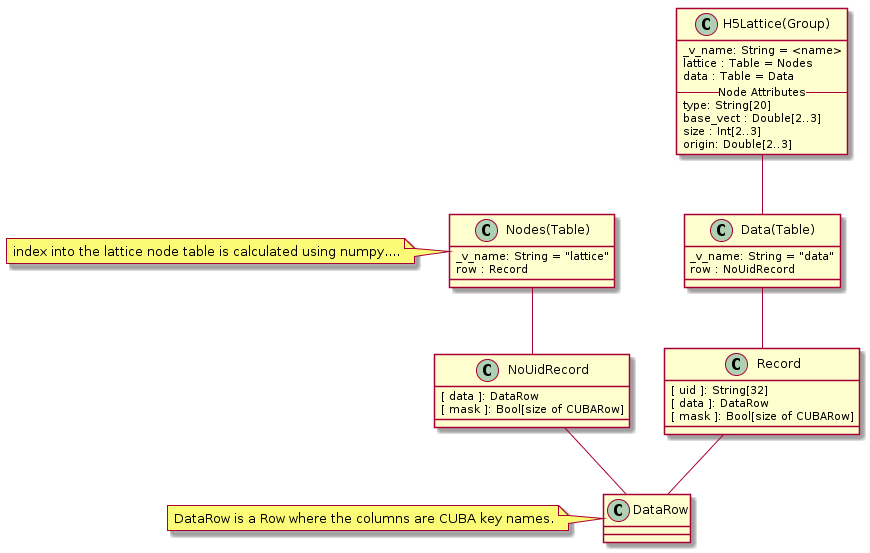 C H5Lattice(Group)
_v_name: String = <name>
lattice : Table = Nodes
data : Table = Data
Node Attributes
type: String[20]
base_vect : Double[2..3]
size : Int[2..3]
origin: Double[2..3]
index into the lattice node table is calculated using numpy....
C Nodes(Table)
_v_name: String = "lattice"
row : Record
C Data(Table)
_v_name: String = "data"
row : NoUidRecord
C NoUidRecord
[ data ]: DataRow
[ mask ]: Bool[size of CUBARow]
C Record
[ uid ]: String[32]
[ data ]: DataRow
[ mask ]: Bool[size of CUBARow]
DataRow is a Row where the columns are CUBA key names.
C DataRow